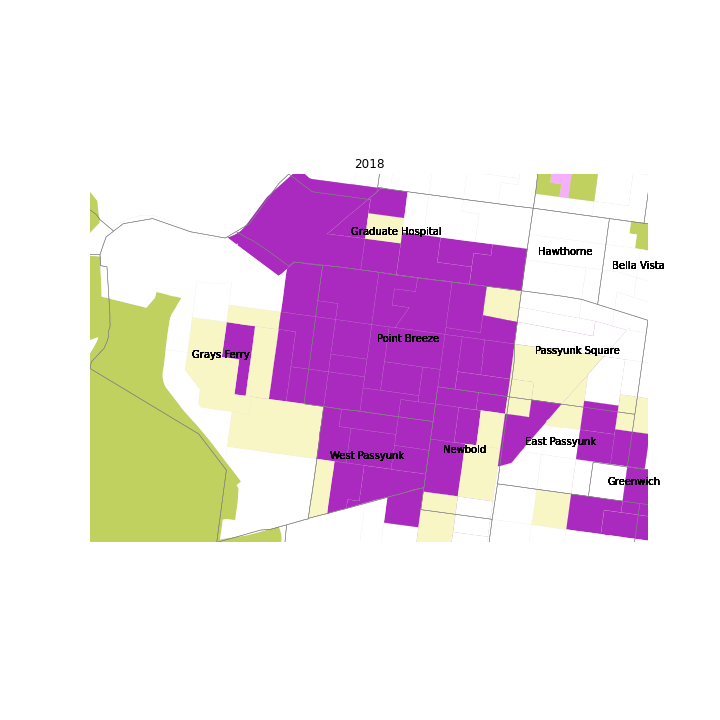 2018
Graduate Hospital
Hawthorne
Bella Vista
Point Breeze
Passyunk Square
Grays Ferry
East Passyunk
Newbold
West Passyunk
Greenwich